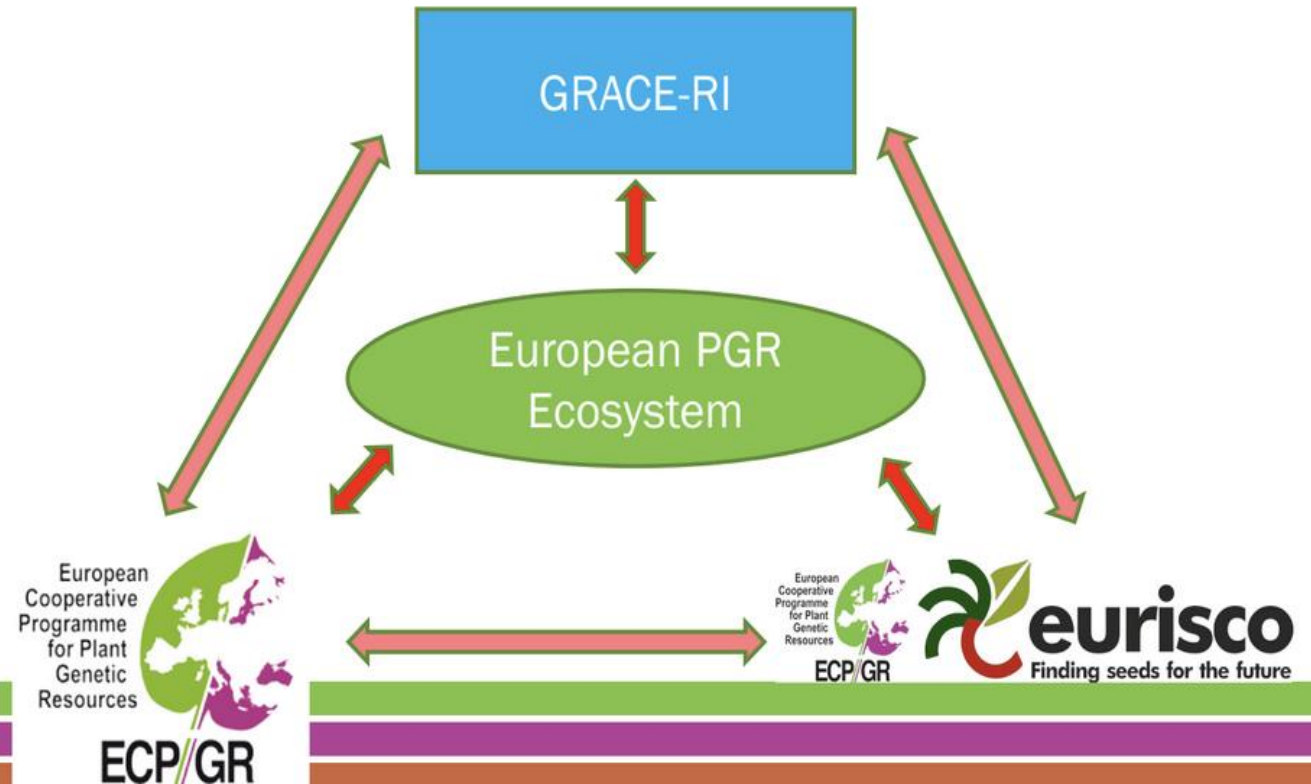 GRACE-RI
European PGR
Ecosystem
European
Cooperative
Programme
for Plant
Genetic
Resources
ECP/GR
European
Cooperative
Programme
for Plant
Genetic
Resources
ECP/GR
eurisco
Finding seeds for the future